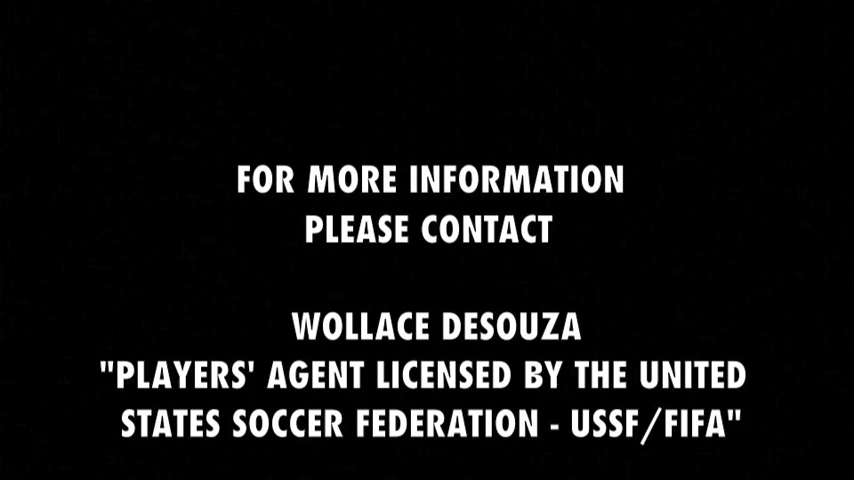 FOR MORE INFORMATION
PLEASE CONTACT
WOLLACE DESOUZA
"PLAYERS' AGENT LICENSED BY THE UNITED
STATES SOCCER FEDERATION - USSF/FIFA"